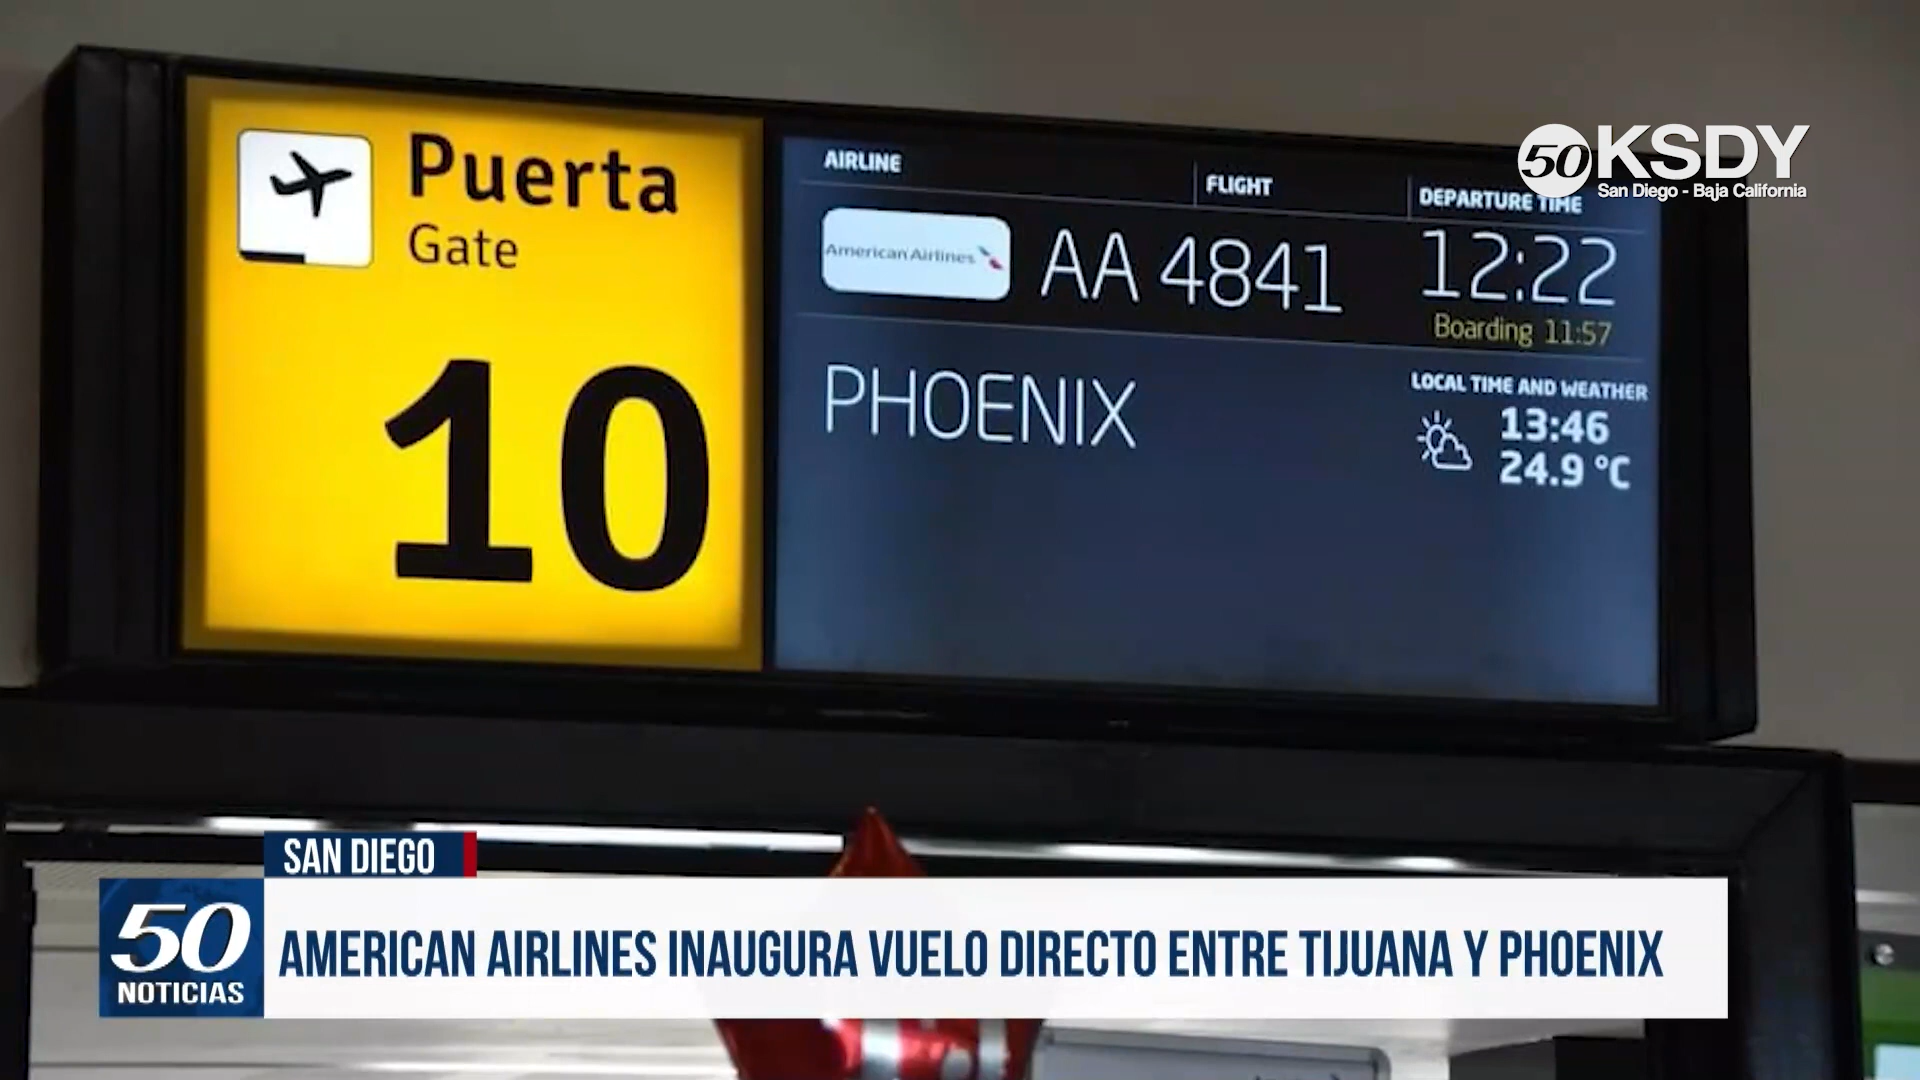 Puerta
Gate
10
AIRLINE
FLIGHT
DEPARTURE TIME
American Airlines
AA 4841
12:22
Boarding 11:57
PHOENIX
LOCAL TIME AND WEATHER
13:46
24.9 °C
50 KSDY
San Diego - Baja California
SAN DIEGO
50
NOTICIAS
AMERICAN AIRLINES INAUGURA VUELO DIRECTO ENTRE TIJUANA Y PHOENIX